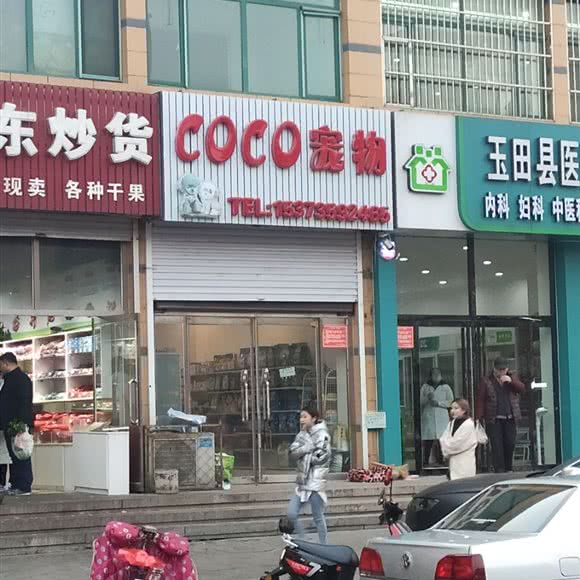 东炒货
现卖 各种干果
COCO宠物
TEL:15373992465
玉田县医
内科 妇科 中医